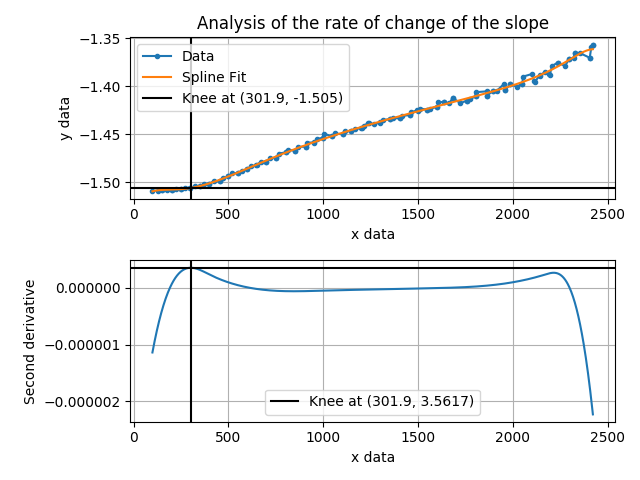 Analysis of the rate of change of the slope
−1.35
−1.40
−1.45
−1.50
y data
Data
Spline Fit
Knee at (301.9, -1.505)
0 500 1000 1500 2000 2500
x data
0.000000
−0.000001
−0.000002
Second derivative
Knee at (301.9, 3.5617)
0 500 1000 1500 2000 2500
x data